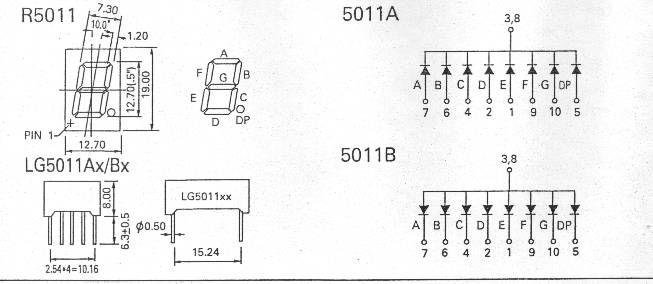 R5011
7.30
10.0°
1.20
12.70(.5")
19.00
PIN 1
12.70
A
F
G
B
E
C
D
DP
LG5011Ax/Bx
8.00
6.3±0.5
2.54*4=10.16
LG5011xx
Ø0.50
15.24
5011A
3,8
A B C D E F G DP
7 6 4 2 1 9 10 5
5011B
3,8
A B C D E F G DP
7 6 4 2 1 9 10 5